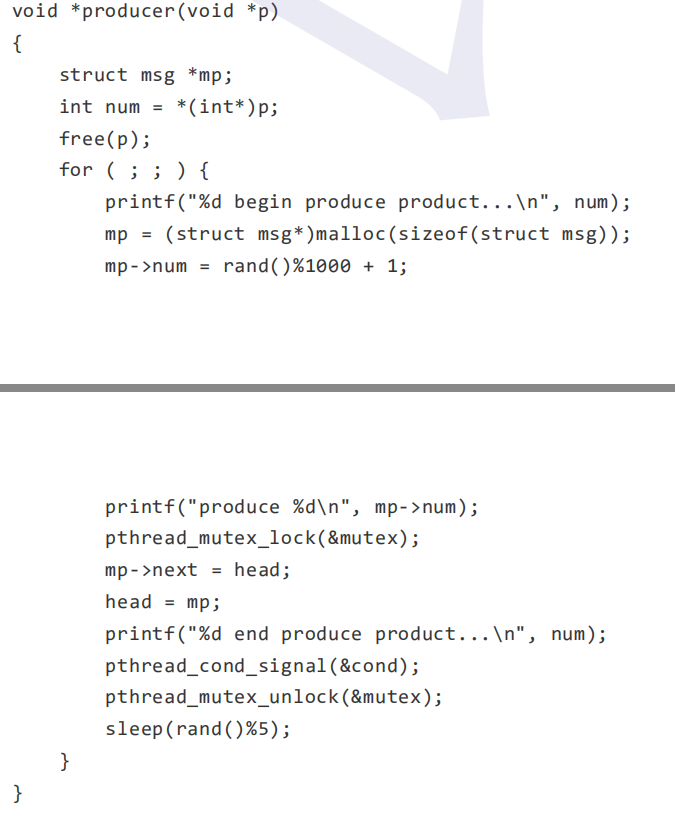 void *producer(void *p)
{
    struct msg *mp;
    int num = *(int*)p;
    free(p);
    for ( ; ; ) {
        printf("%d begin produce product...\n", num);
        mp = (struct msg*)malloc(sizeof(struct msg));
        mp->num = rand()%1000 + 1;
        printf("produce %d\n", mp->num);
        pthread_mutex_lock(&mutex);
        mp->next = head;
        head = mp;
        printf("%d end produce product...\n", num);
        pthread_cond_signal(&cond);
        pthread_mutex_unlock(&mutex);
        sleep(rand()%5);
    }
}